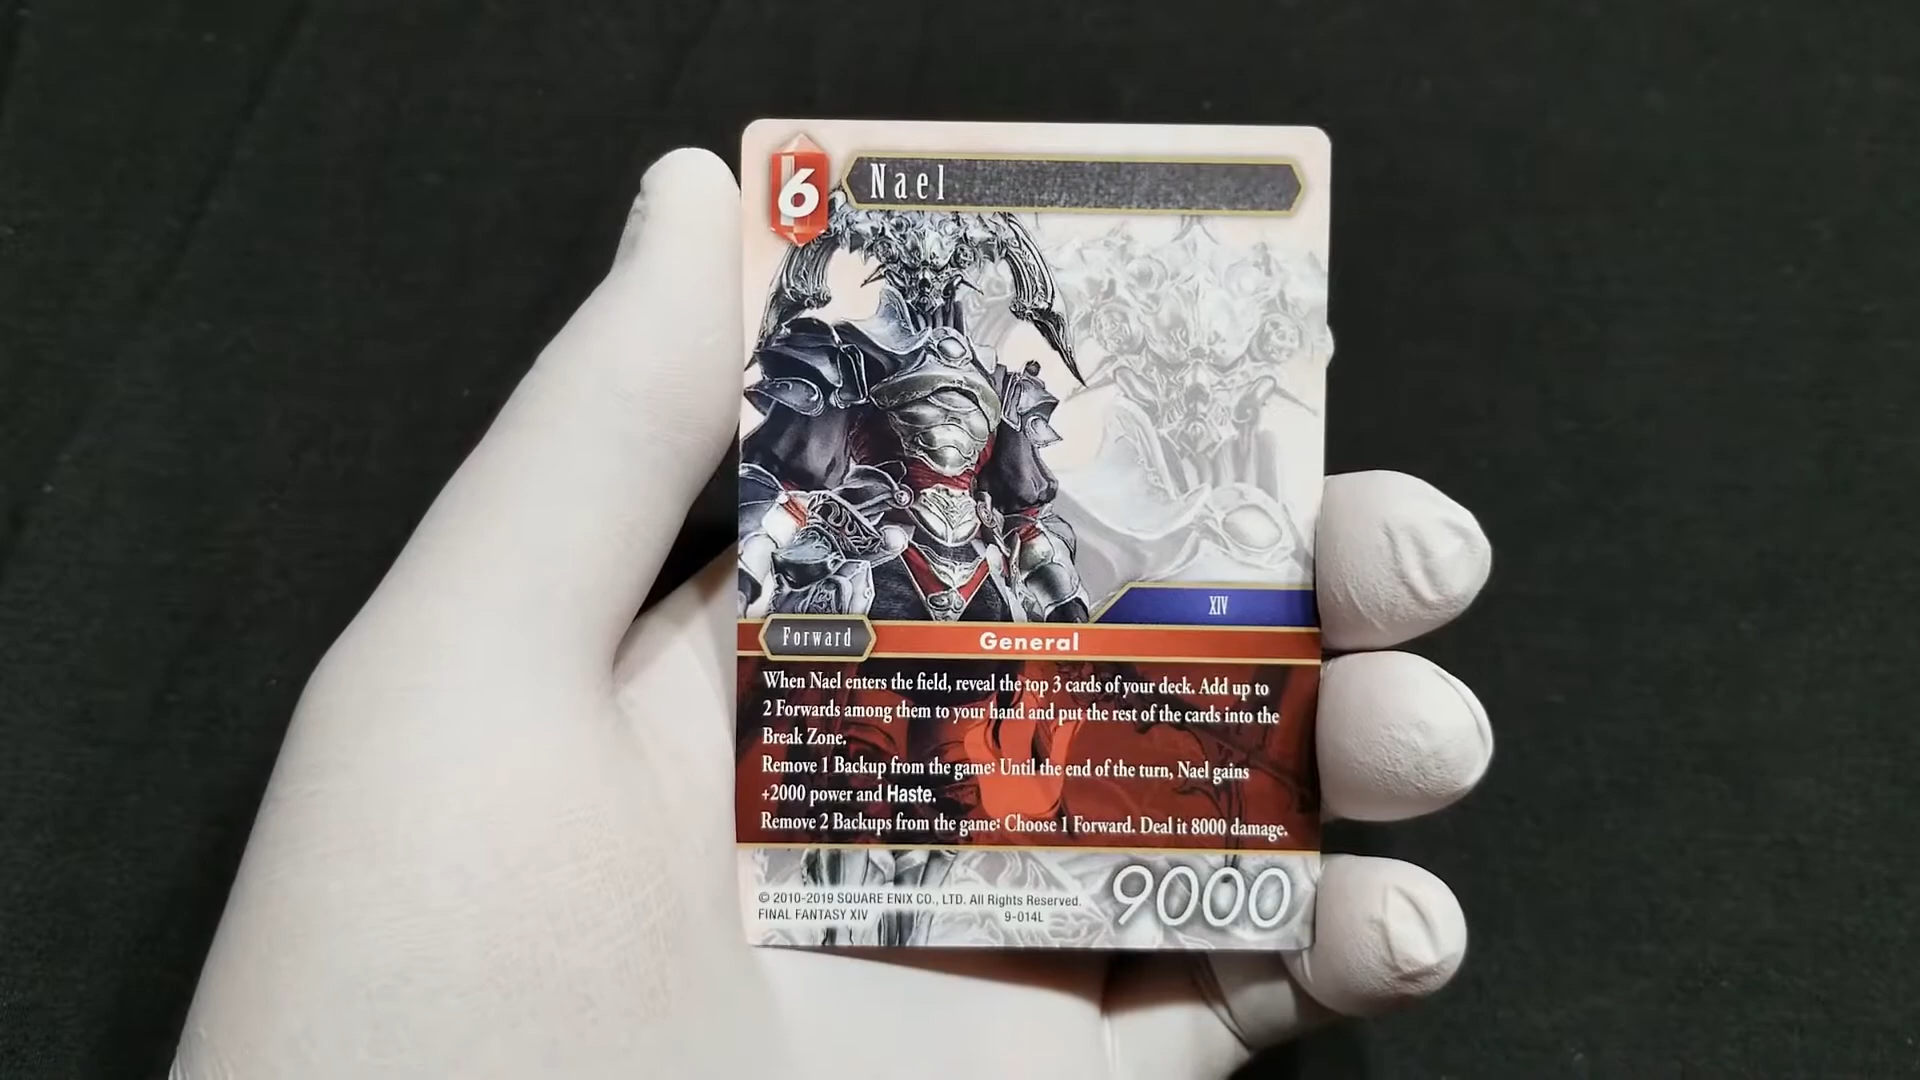 6
Nael
XIV
Forward
General
When Nael enters the field, reveal the top 3 cards of your deck. Add up to
2 Forwards among them to your hand and put the rest of the cards into the
Break Zone.
Remove 1 Backup from the game: Until the end of the turn, Nael gains
+2000 power and Haste.
Remove 2 Backups from the game: Choose 1 Forward. Deal it 8000 damage.
9000
© 2010-2019 SQUARE ENIX CO., LTD. All Rights Reserved.
FINAL FANTASY XIV 9-014L